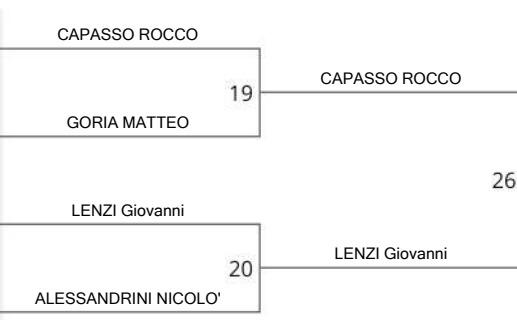 CAPASSO ROCCO
19
CAPASSO ROCCO
GORIA MATTEO
26
LENZI Giovanni
20
LENZI Giovanni
ALESSANDRINI NICOLO'